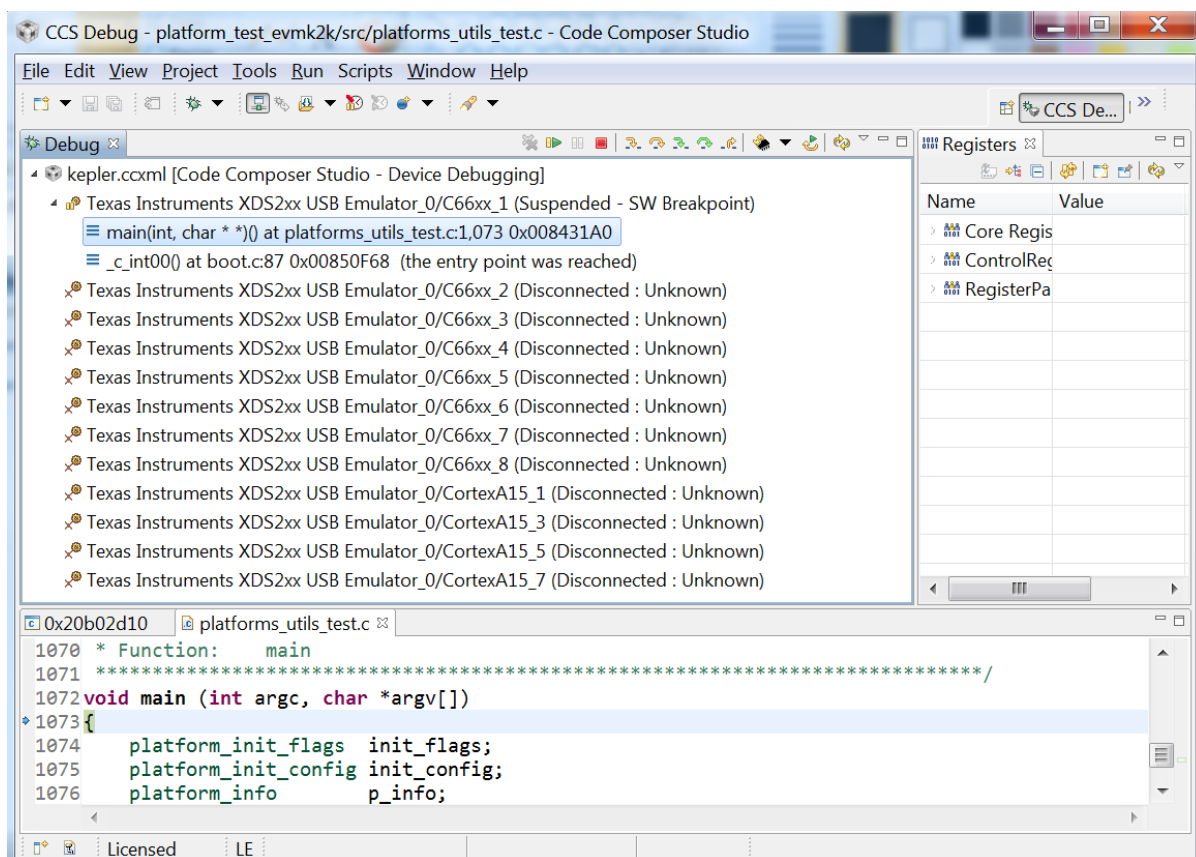 CCS Debug - platform_test_evmk2k/src/platforms_utils_test.c - Code Composer Studio
File Edit View Project Tools Run Scripts Window Help
CCS De...
Debug
kepler.ccxml [Code Composer Studio - Device Debugging]
Texas Instruments XDS2xx USB Emulator_0/C66xx_1 (Suspended - SW Breakpoint)
main(int, char * *)() at platforms_utils_test.c:1,073 0x008431A0
_c_int00() at boot.c:87 0x00850F68 (the entry point was reached)
Texas Instruments XDS2xx USB Emulator_0/C66xx_2 (Disconnected : Unknown)
Texas Instruments XDS2xx USB Emulator_0/C66xx_3 (Disconnected : Unknown)
Texas Instruments XDS2xx USB Emulator_0/C66xx_4 (Disconnected : Unknown)
Texas Instruments XDS2xx USB Emulator_0/C66xx_5 (Disconnected : Unknown)
Texas Instruments XDS2xx USB Emulator_0/C66xx_6 (Disconnected : Unknown)
Texas Instruments XDS2xx USB Emulator_0/C66xx_7 (Disconnected : Unknown)
Texas Instruments XDS2xx USB Emulator_0/C66xx_8 (Disconnected : Unknown)
Texas Instruments XDS2xx USB Emulator_0/CortexA15_1 (Disconnected : Unknown)
Texas Instruments XDS2xx USB Emulator_0/CortexA15_3 (Disconnected : Unknown)
Texas Instruments XDS2xx USB Emulator_0/CortexA15_5 (Disconnected : Unknown)
Texas Instruments XDS2xx USB Emulator_0/CortexA15_7 (Disconnected : Unknown)
Registers
Name Value
Core Regis
ControlReg
RegisterPa
0x20b02d10 platforms_utils_test.c
1070 * Function: main
1071 ******************************************************************************/
1072 void main (int argc, char *argv[])
1073 {
1074 platform_init_flags init_flags;
1075 platform_init_config init_config;
1076 platform_info p_info;
Licensed LE